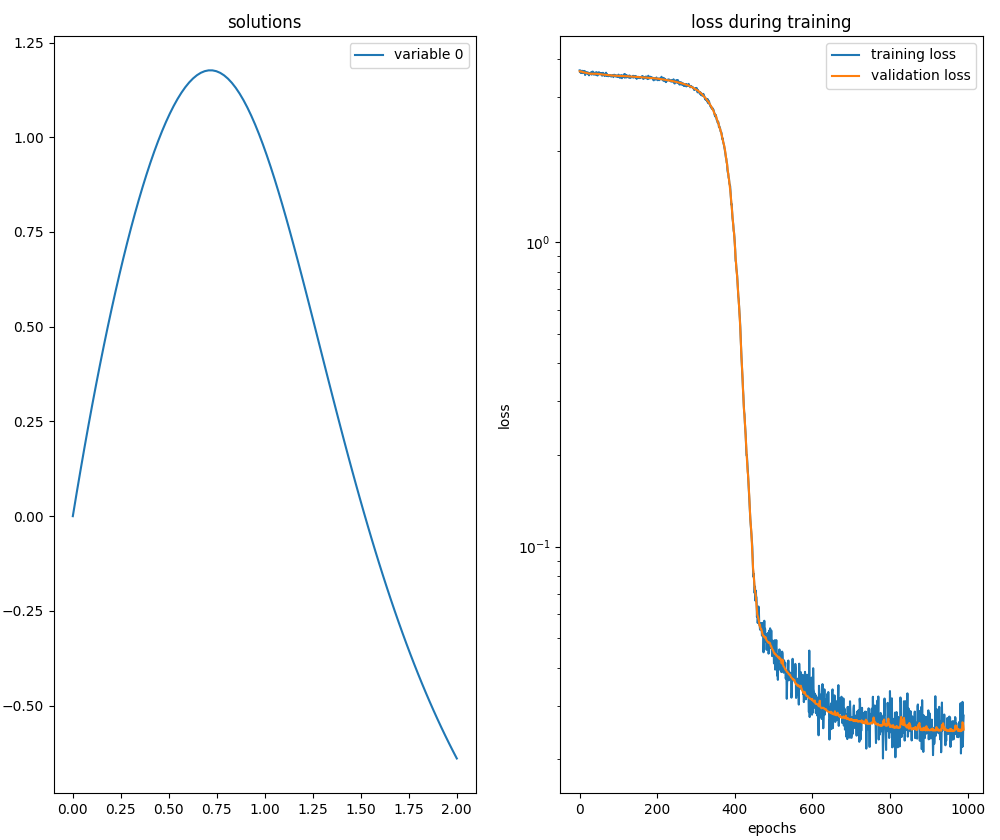 solutions
variable 0
1.25
1.00
0.75
0.50
0.25
0.00
−0.25
−0.50
0.00 0.25 0.50 0.75 1.00 1.25 1.50 1.75 2.00
loss during training
training loss
validation loss
10⁰
10⁻¹
loss
0 200 400 600 800 1000
epochs